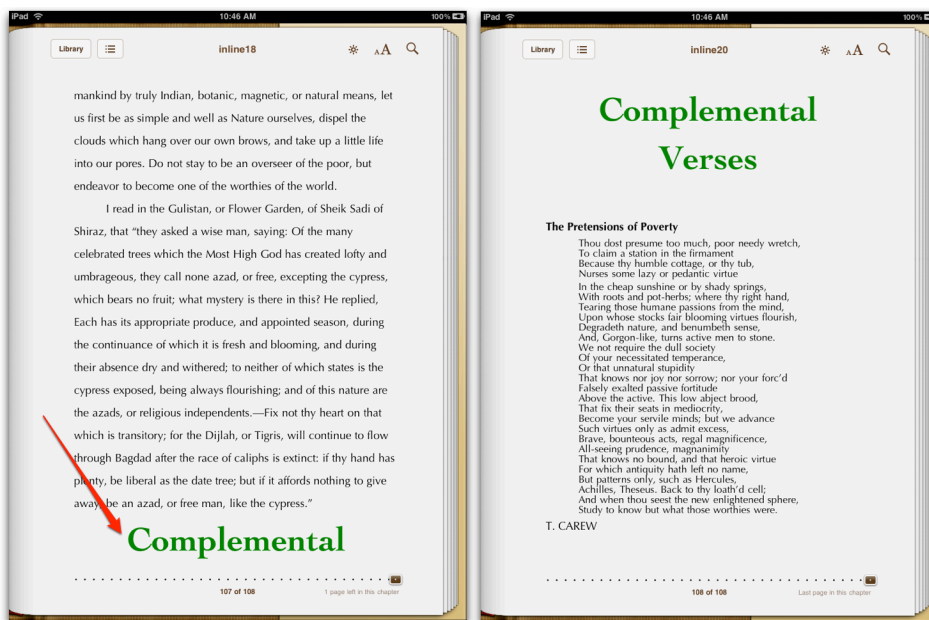 iPad 10:46 AM 100%
Library inline18 AA
mankind by truly Indian, botanic, magnetic, or natural means, let
us first be as simple and well as Nature ourselves, dispel the
clouds which hang over our own brows, and take up a little life
into our pores. Do not stay to be an overseer of the poor, but
endeavor to become one of the worthies of the world.
I read in the Gulistan, or Flower Garden, of Sheik Sadi of
Shiraz, that “they asked a wise man, saying: Of the many
celebrated trees which the Most High God has created lofty and
umbrageous, they call none azad, or free, excepting the cypress,
which bears no fruit; what mystery is there in this? He replied,
Each has its appropriate produce, and appointed season, during
the continuance of which it is fresh and blooming, and during
their absence dry and withered; to neither of which states is the
cypress exposed, being always flourishing; and of this nature are
the azads, or religious independents.—Fix not thy heart on that
which is transitory; for the Dijlah, or Tigris, will continue to flow
through Bagdad after the race of caliphs is extinct: if thy hand has
plenty, be liberal as the date tree; but if it affords nothing to give
away, be an azad, or free man, like the cypress.”
Complemental
107 of 108 1 page left in this chapter
iPad 10:46 AM 100%
Library inline20 AA
Complemental
Verses
The Pretensions of Poverty
Thou dost presume too much, poor needy wretch,
To claim a station in the firmament
Because thy humble cottage, or thy tub,
Nurses some lazy or pedantic virtue
In the cheap sunshine or by shady springs,
With roots and pot-herbs; where thy right hand,
Tearing those humane passions from the mind,
Upon whose stocks fair blooming virtues flourish,
Degradeth nature, and benumbeth sense,
And, Gorgon-like, turns active men to stone.
We not require the dull society
Of your necessitated temperance,
Or that unnatural stupidity
That knows nor joy nor sorrow; nor your forc’d
Falsely exalted passive fortitude
Above the active. This low abject brood,
That fix their seats in mediocrity,
Become your servile minds; but we advance
Such virtues only as admit excess,
Brave, bounteous acts, regal magnificence,
All-seeing prudence, magnanimity
That knows no bound, and that heroic virtue
For which antiquity hath left no name,
But patterns only, such as Hercules,
Achilles, Theseus. Back to thy loath’d cell;
And when thou seest the new enlightened sphere,
Study to know but what those worthies were.
T. CAREW
108 of 108 Last page in this chapter